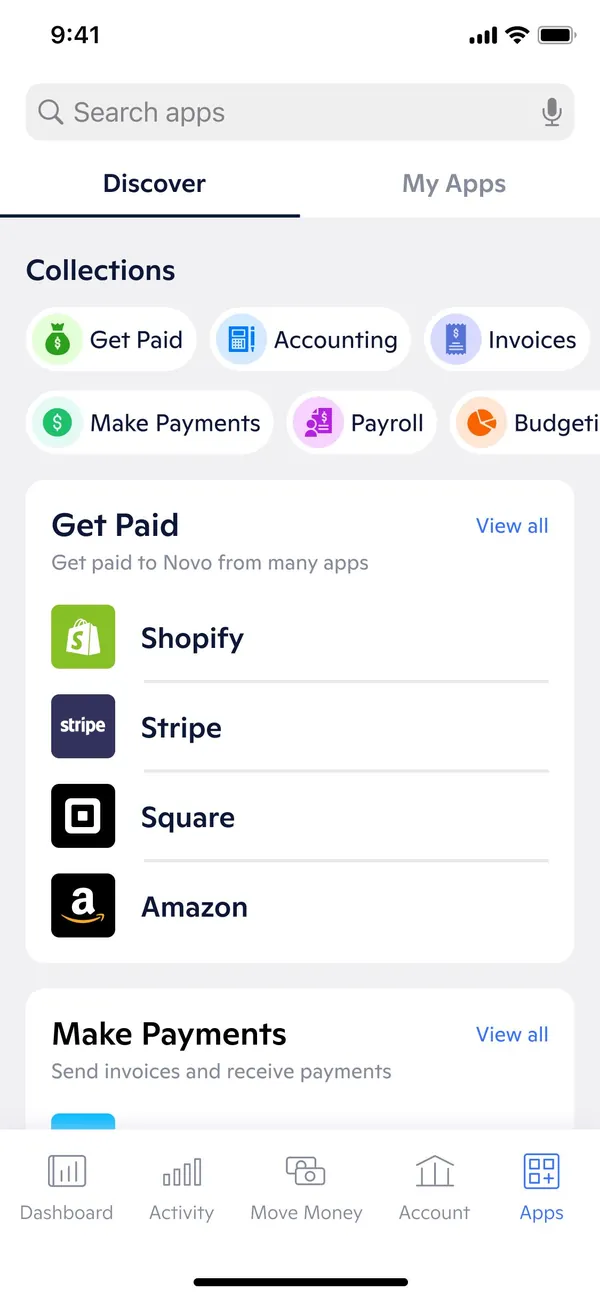 9:41
Search apps
Discover My Apps
Collections
Get Paid Accounting Invoices
Make Payments Payroll Budgeti
Get Paid View all
Get paid to Novo from many apps
Shopify
stripe Stripe
Square
a Amazon
Make Payments View all
Send invoices and receive payments
Dashboard Activity Move Money Account Apps